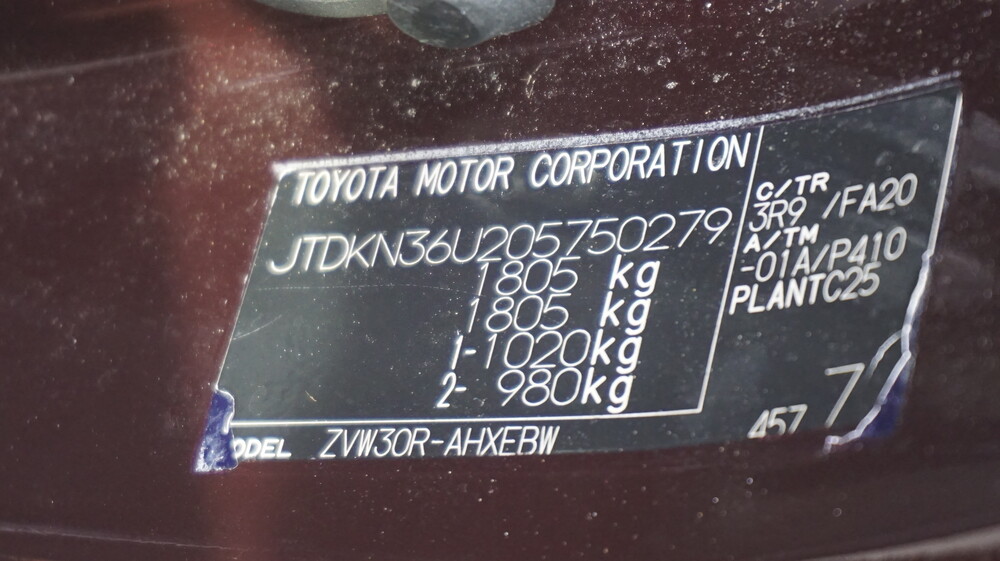 TOYOTA MOTOR CORPORATION
JTDKN36U205750279
1805 kg
1805 kg
1-1020kg
2- 980kg
ODEL ZVW30R-AHXEBW
C/TR
3R9 /FA20
A/TM
-01A/P410
PLANTC25
457 7